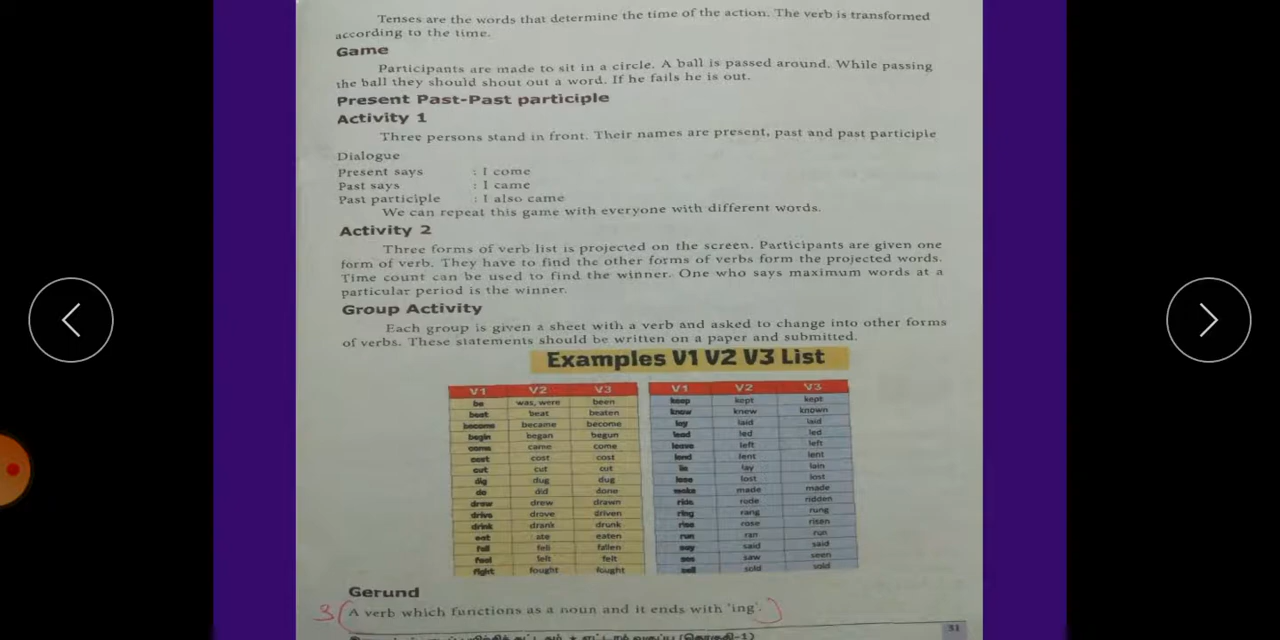 Tenses are the words that determine the time of the action. The verb is transformed
according to the time.
Game
Participants are made to sit in a circle. A ball is passed around. While passing
the ball they should shout out a word. If he fails he is out.
Present Past-Past participle
Activity 1
Three persons stand in front. Their names are present, past and past participle
Dialogue
Present says : I come
Past says : I came
Past participle : I also came
We can repeat this game with everyone with different words.
Activity 2
Three forms of verb list is projected on the screen. Participants are given one
form of verb. They have to find the other forms of verbs form the projected words.
Time count can be used to find the winner. One who says maximum words at a
particular period is the winner.
Group Activity
Each group is given a sheet with a verb and asked to change into other forms
of verbs. These statements should be written on a paper and submitted.
Examples V1 V2 V3 List
V1 V2 V3 V1 V2 V3
be was, were been keep kept kept
beat beat beaten know knew known
become became become lay laid laid
begin began begun lead led led
come came come leave left left
cost cost cost lend lent lent
cut cut cut lie lay lain
dig dug dug lose lost lost
do did done make made made
draw drew drawn ride rode ridden
drive drove driven ring rang rung
drink drank drunk rise rose risen
eat ate eaten run ran run
fall fell fallen say said said
feel felt felt see saw seen
fight fought fought sell sold sold
Gerund
3 (A verb which functions as a noun and it ends with 'ing'.)
31